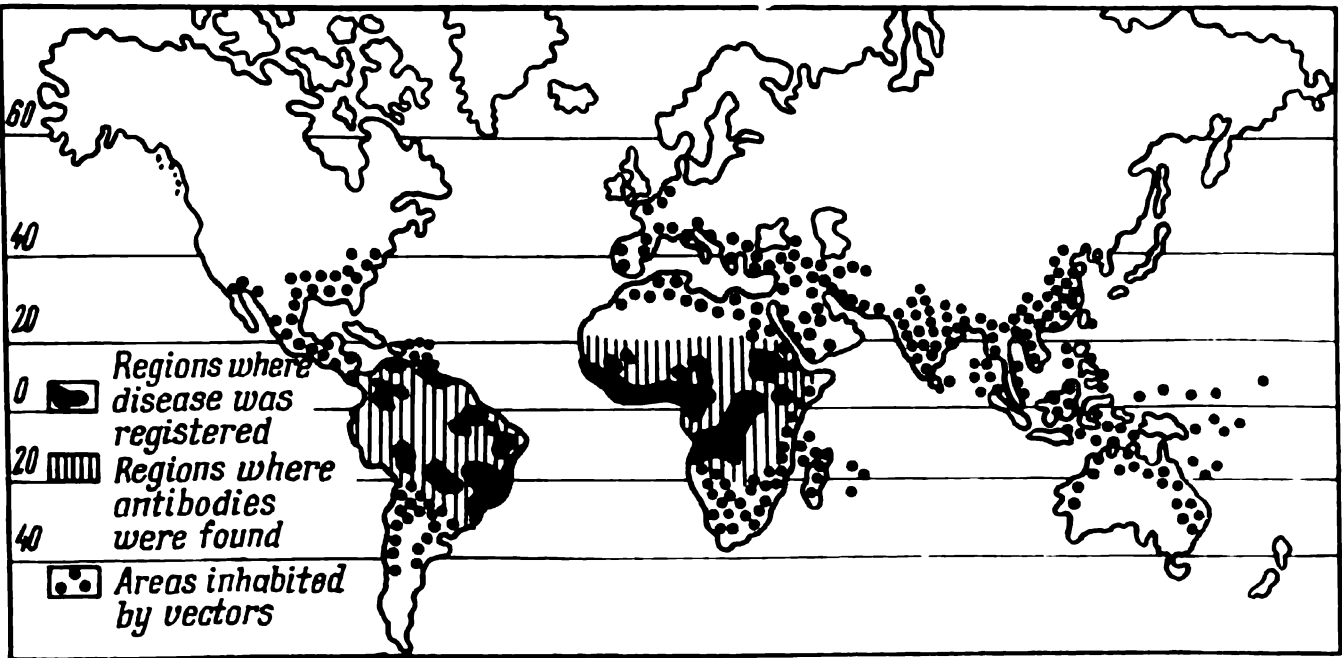 60
40
20
Regions where
0
disease was
registered
20
Regions where
antibodies
were found
40
Areas inhabited
by vectors